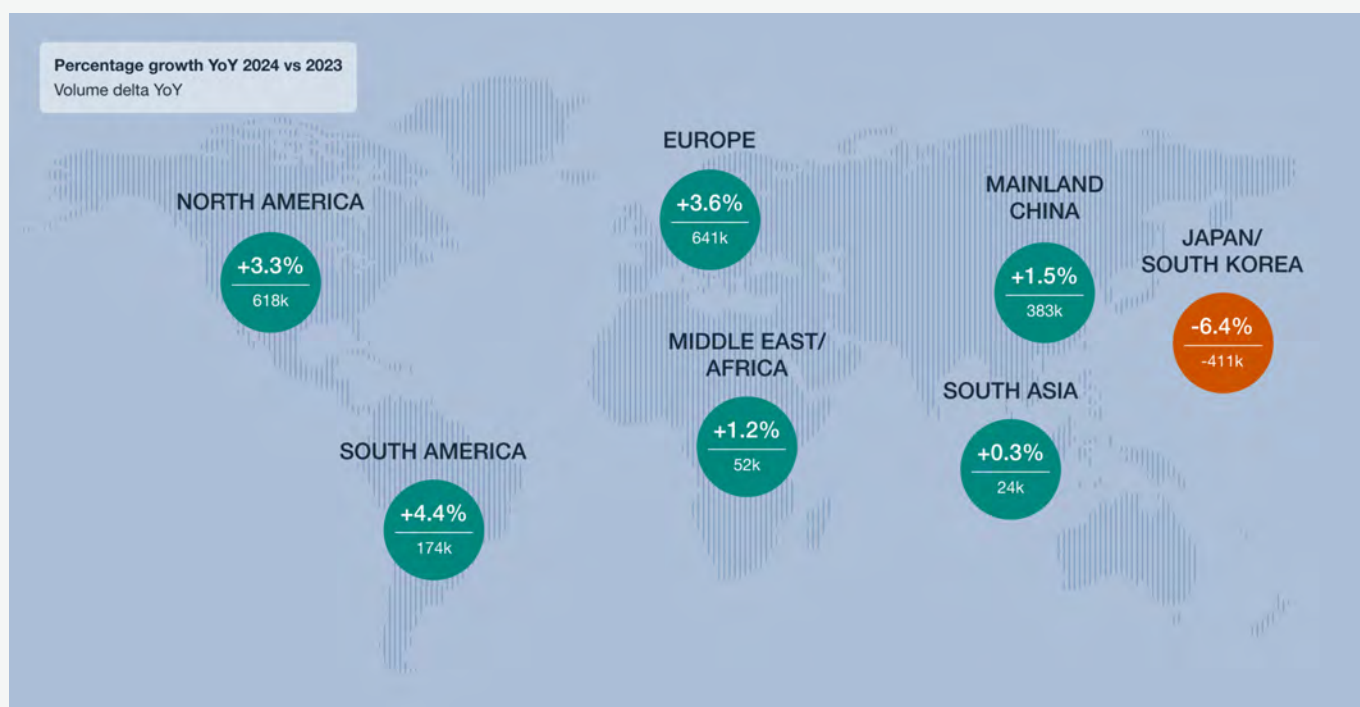 Percentage growth YoY 2024 vs 2023
Volume delta YoY
EUROPE
+3.6%
641k
NORTH AMERICA
+3.3%
618k
MAINLAND
CHINA
+1.5%
383k
JAPAN/
SOUTH KOREA
-6.4%
-411k
MIDDLE EAST/
AFRICA
+1.2%
52k
SOUTH ASIA
+0.3%
24k
SOUTH AMERICA
+4.4%
174k